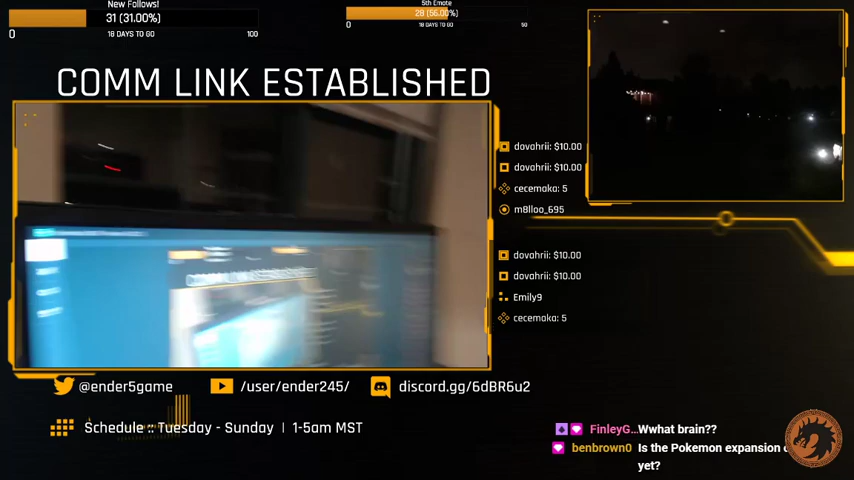 New Follows!
31 (31.00%)
0
18 DAYS TO GO
100
5th Emote
28 (56.00%)
0
18 DAYS TO GO
50
COMM LINK ESTABLISHED
COMM LINK ESTABLISHED
dovahrii: $10.00
dovahrii: $10.00
cecemaka: 5
m8lloo_695
dovahrii: $10.00
dovahrii: $10.00
Emily9
cecemaka: 5
@ender5game
/user/ender245/
discord.gg/6dBR6u2
Schedule :: Tuesday - Sunday | 1-5am MST
FinleyG... Wwhat brain??
benbrown0 Is the Pokemon expansion
yet?